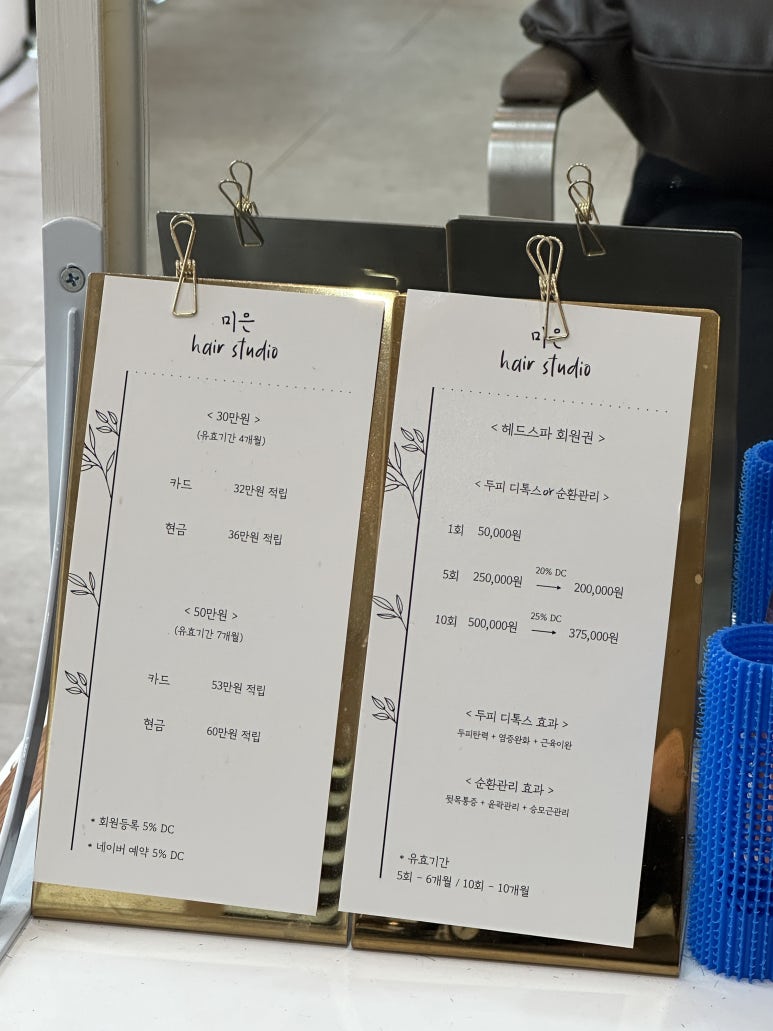 미은
hair studio
< 30만원 >
(유효기간 4개월)
카드 32만원 적립
현금 36만원 적립
< 50만원 >
(유효기간 7개월)
카드 53만원 적립
현금 60만원 적립
* 회원등록 5% DC
* 네이버 예약 5% DC
미은
hair studio
< 헤드스파 회원권 >
< 두피 디톡스or순환관리 >
1회 50,000원
5회 250,000원 20% DC → 200,000원
10회 500,000원 25% DC → 375,000원
< 두피 디톡스 효과 >
두피탄력 + 염증완화 + 근육이완
< 순환관리 효과 >
뒷목통증 + 윤곽관리 + 승모근관리
* 유효기간
5회 - 6개월 / 10회 - 10개월